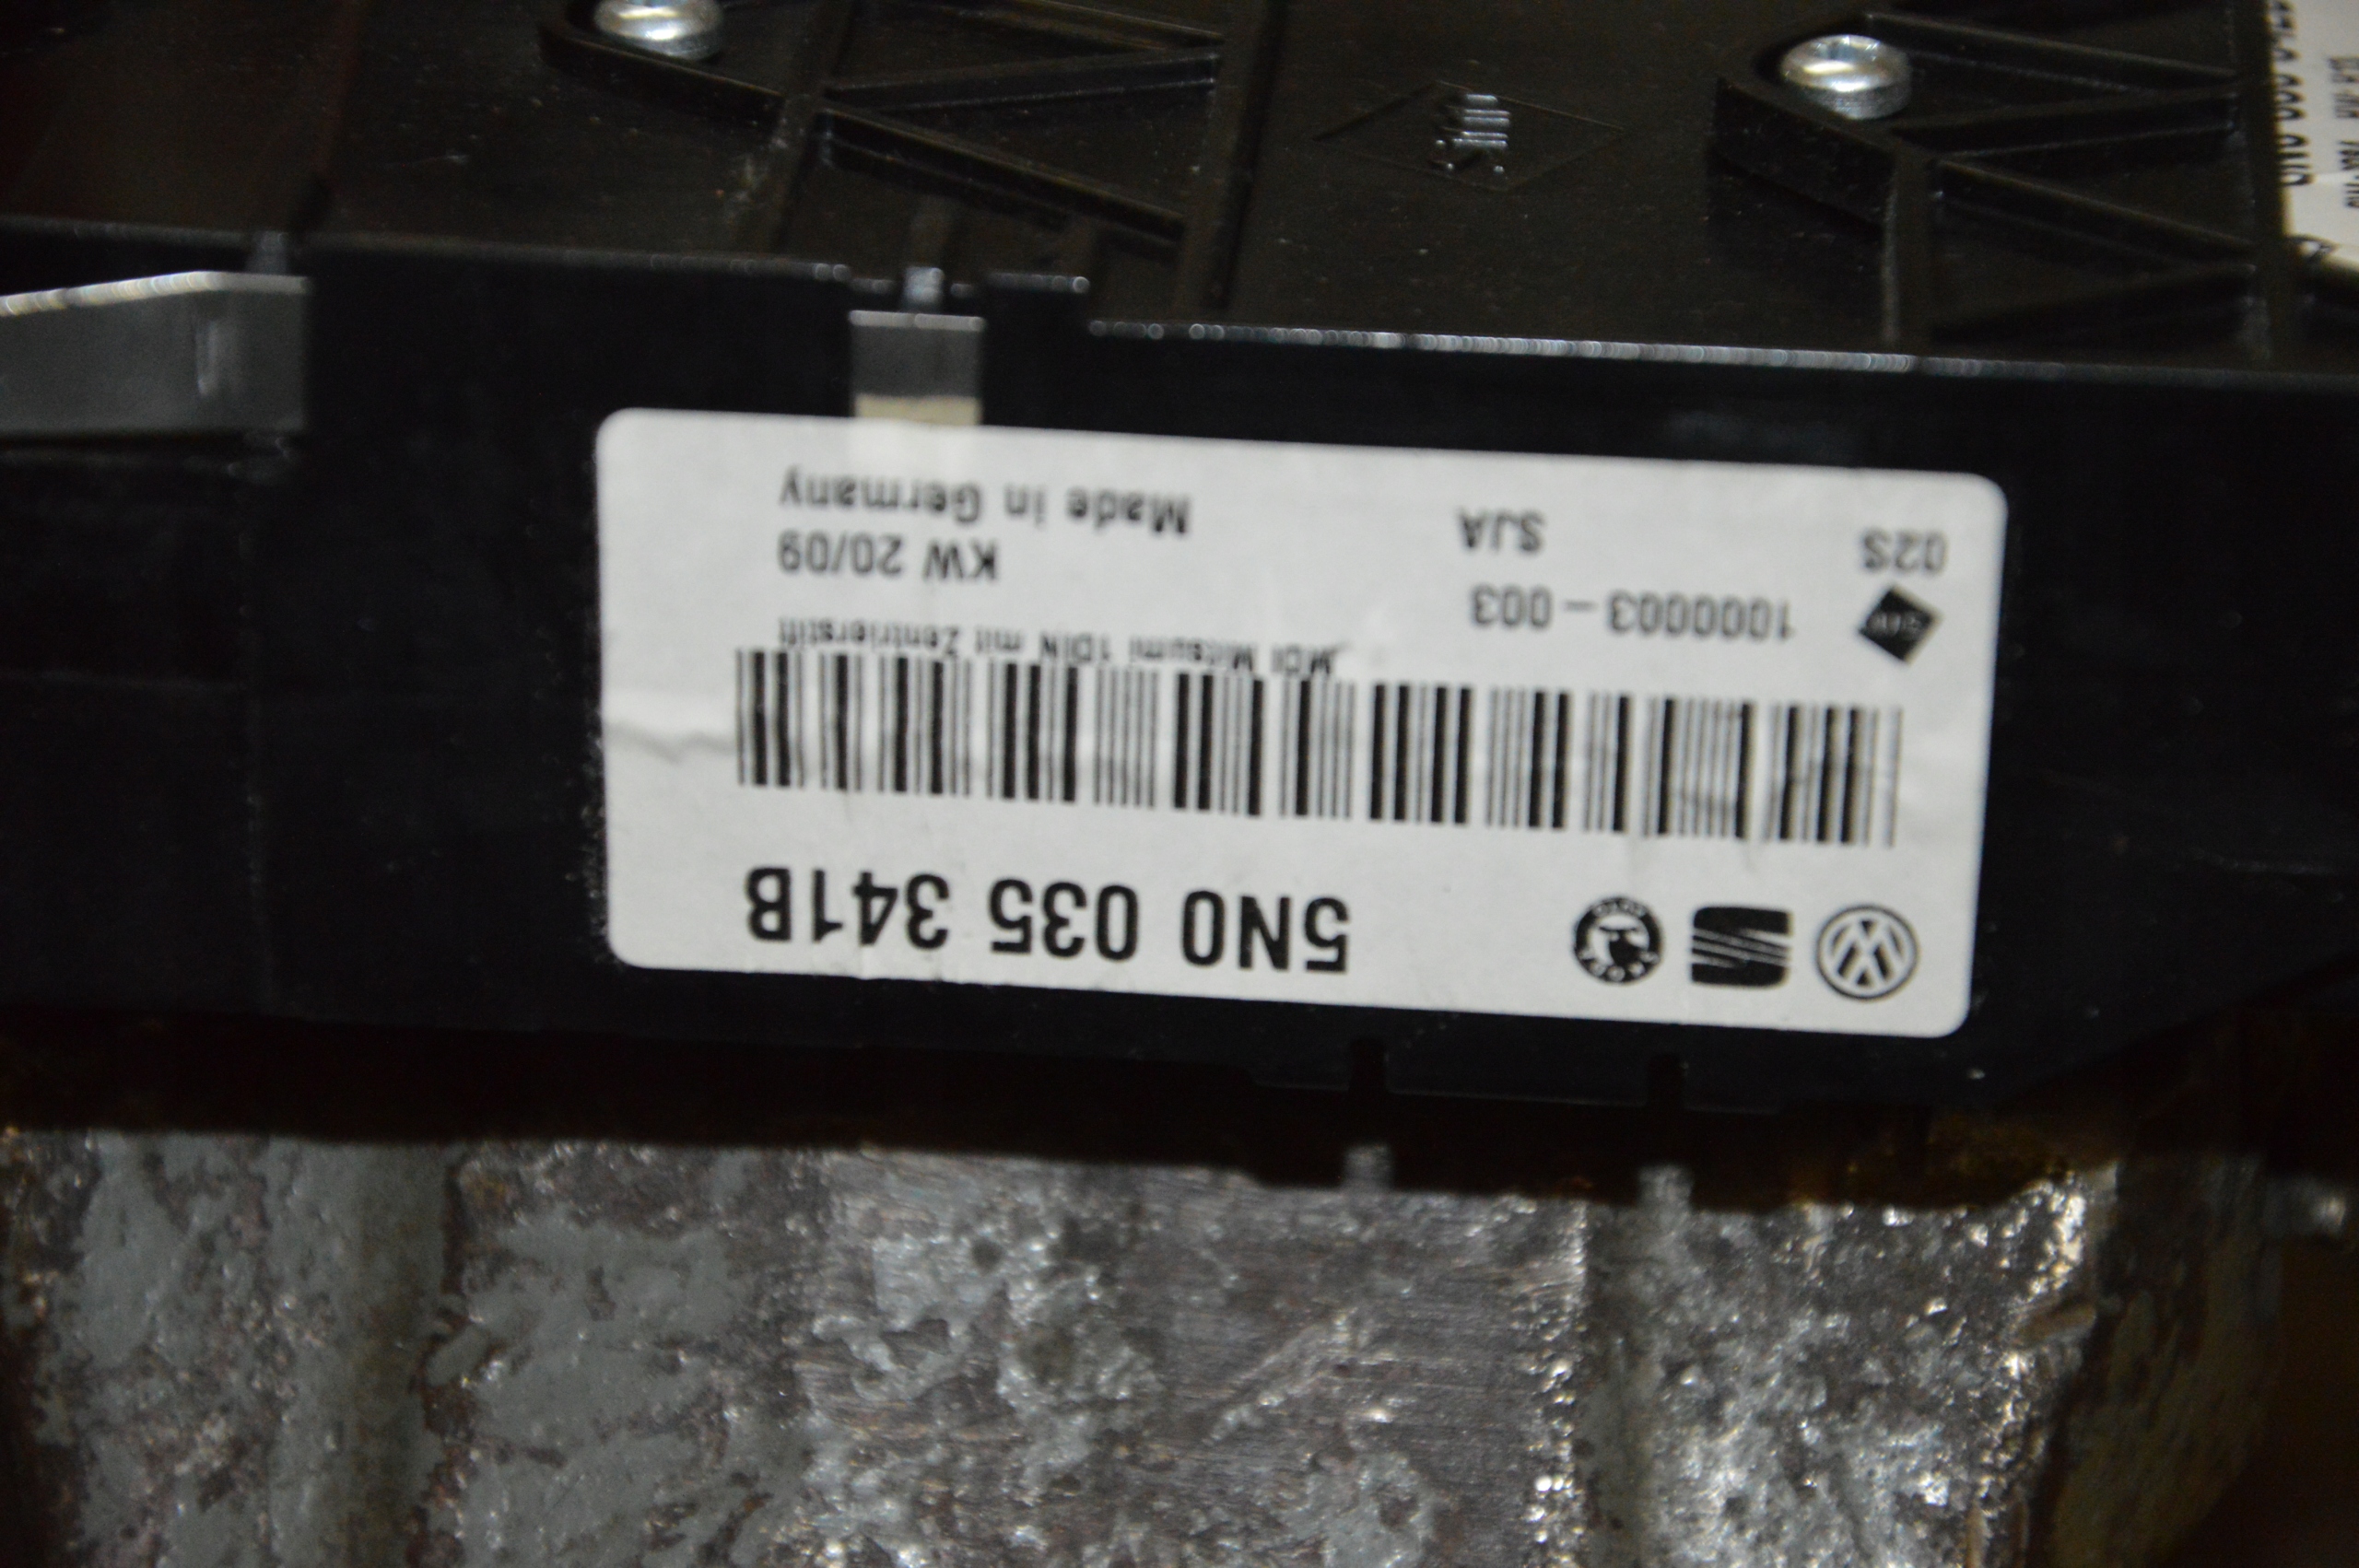 5N0 035 341B
MDI Mitsumi 1DIN mit Zentrierstift
1000003-003 KW 20/09
02S SJA Made in Germany